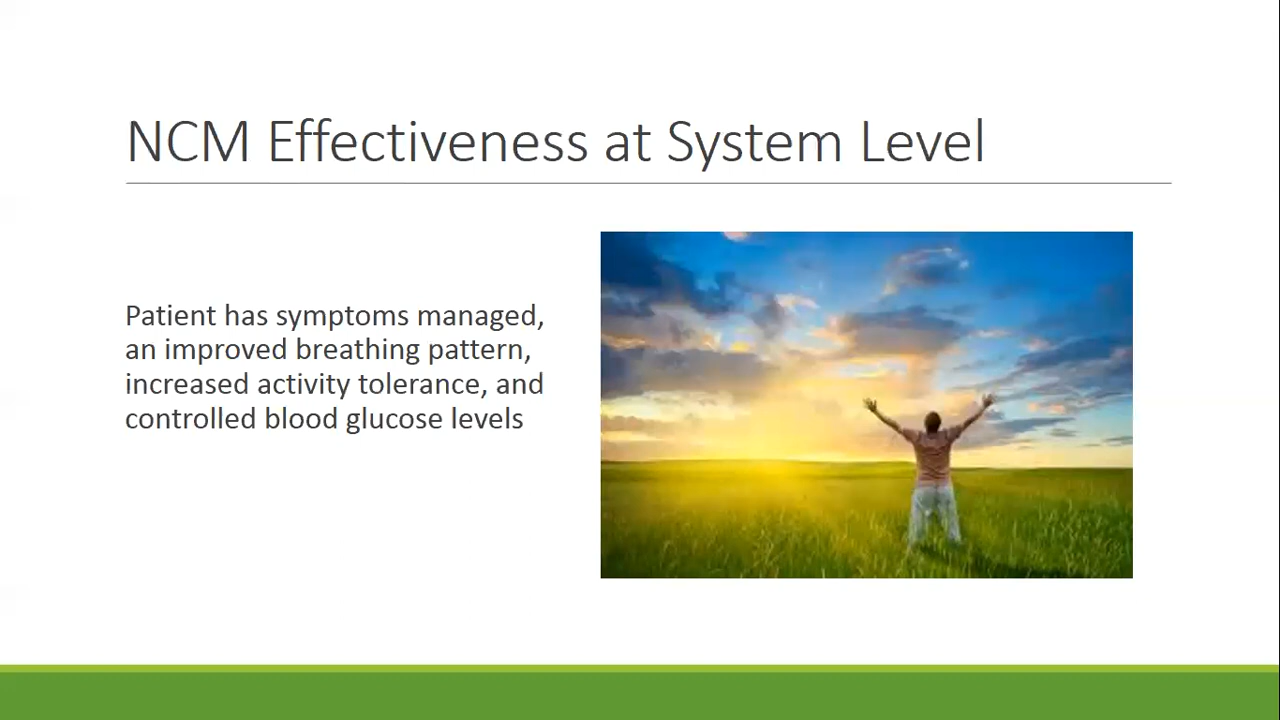 NCM Effectiveness at System Level
Patient has symptoms managed,
an improved breathing pattern,
increased activity tolerance, and
controlled blood glucose levels